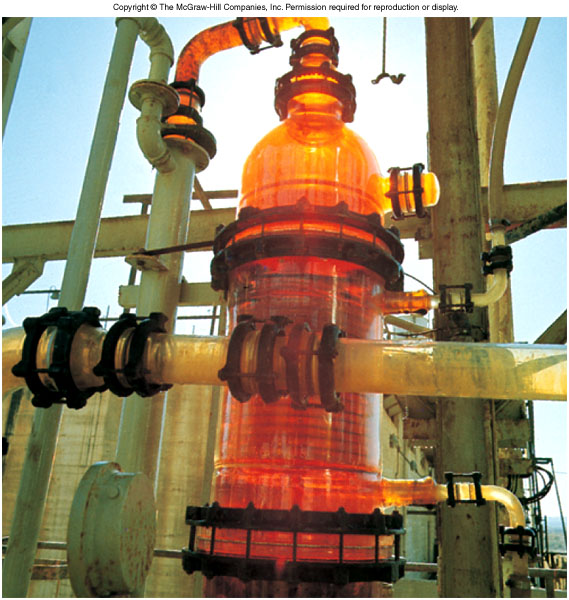 Copyright © The McGraw-Hill Companies, Inc. Permission required for reproduction or display.